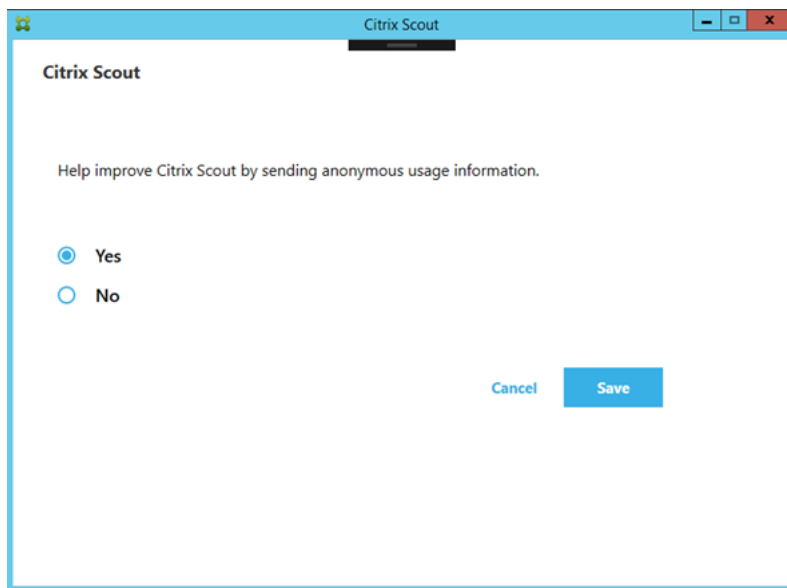 Citrix Scout
Citrix Scout
Help improve Citrix Scout by sending anonymous usage information.
Yes
No
Cancel Save